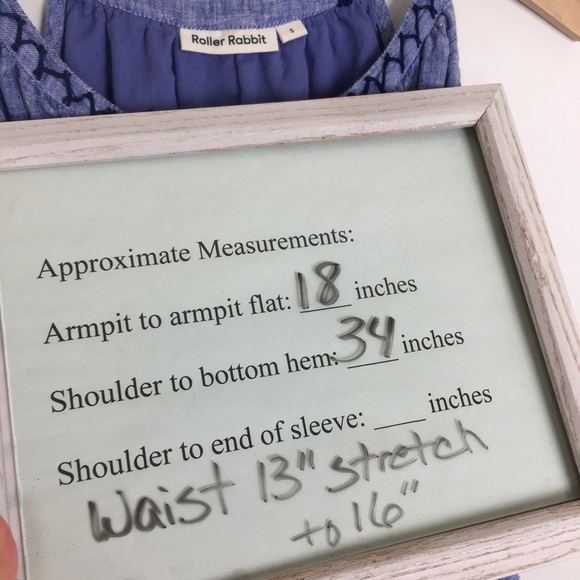 Roller Rabbit
S
Approximate Measurements:
Armpit to armpit flat: 18 inches
Shoulder to bottom hem: 34 inches
Shoulder to end of sleeve: ____ inches
Waist 13" stretch
to 16"